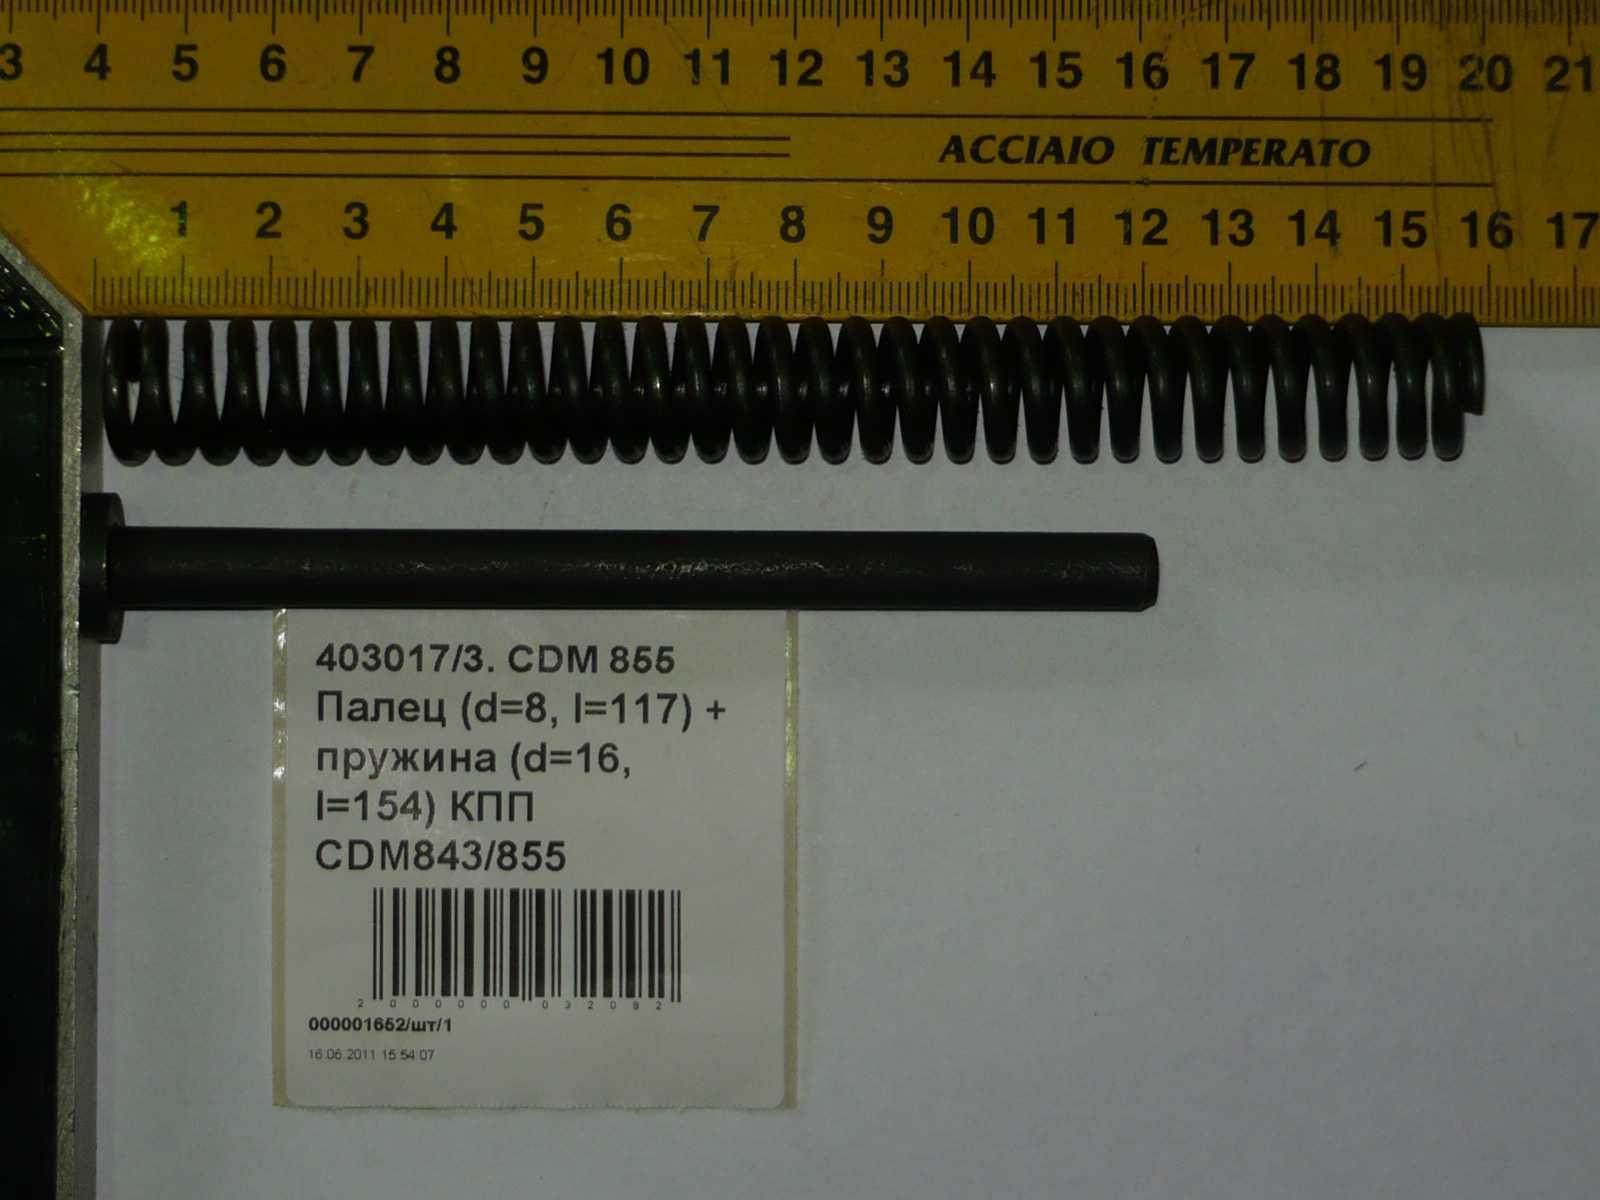 3 4 5 6 7 8 9 10 11 12 13 14 15 16 17 18 19 20 21
ACCIAIO TEMPERATO
1 2 3 4 5 6 7 8 9 10 11 12 13 14 15 16 17
403017/3. CDM 855
Палец (d=8, l=117) +
пружина (d=16,
l=154) КПП
CDM843/855
2 000000 032082
000001652/шт/1
16.06.2011 15:54:07